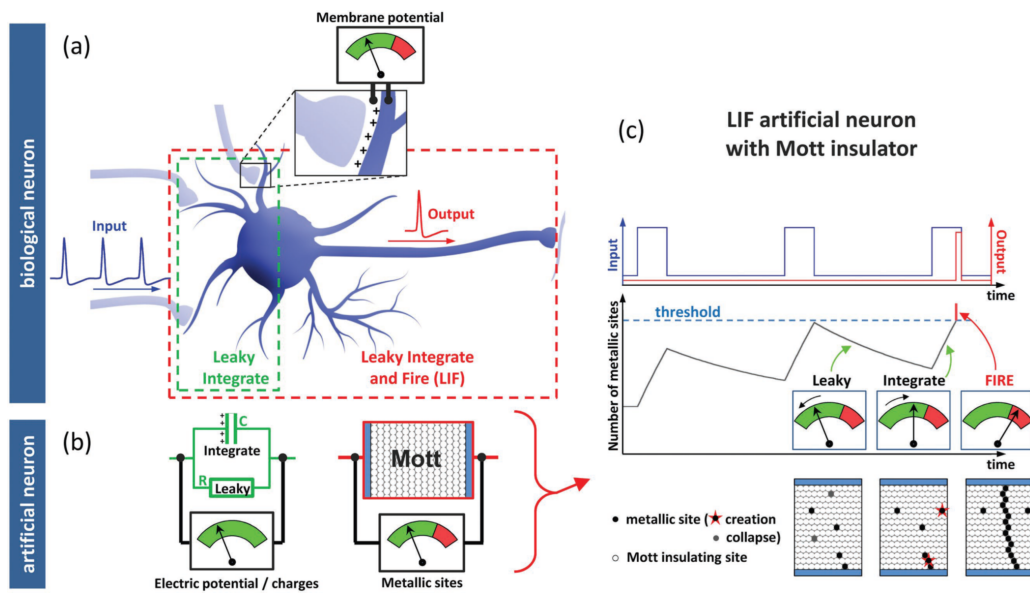 biological neuron
(a)
Membrane potential
+ + + + +
Input
Output
Leaky
Integrate
Leaky Integrate
and Fire (LIF)
artificial neuron
(b)
+ + + +
C
Integrate
R
Leaky
Electric potential / charges
Mott
Metallic sites
(c)
LIF artificial neuron
with Mott insulator
Input
Output
time
Number of metallic sites
threshold
Leaky
Integrate
FIRE
time
metallic site ( creation
collapse)
Mott insulating site